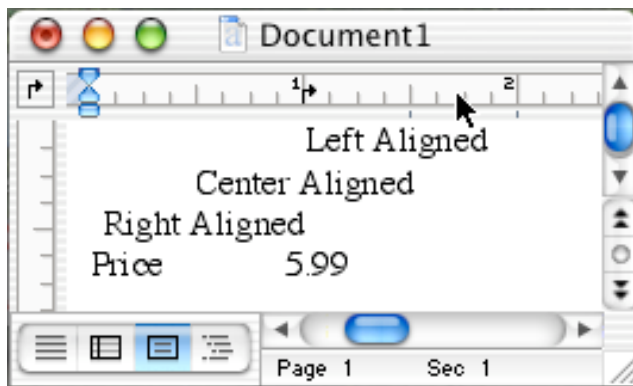 Document1
1 2
Left Aligned
Center Aligned
Right Aligned
Price 5.99
Page 1 Sec 1